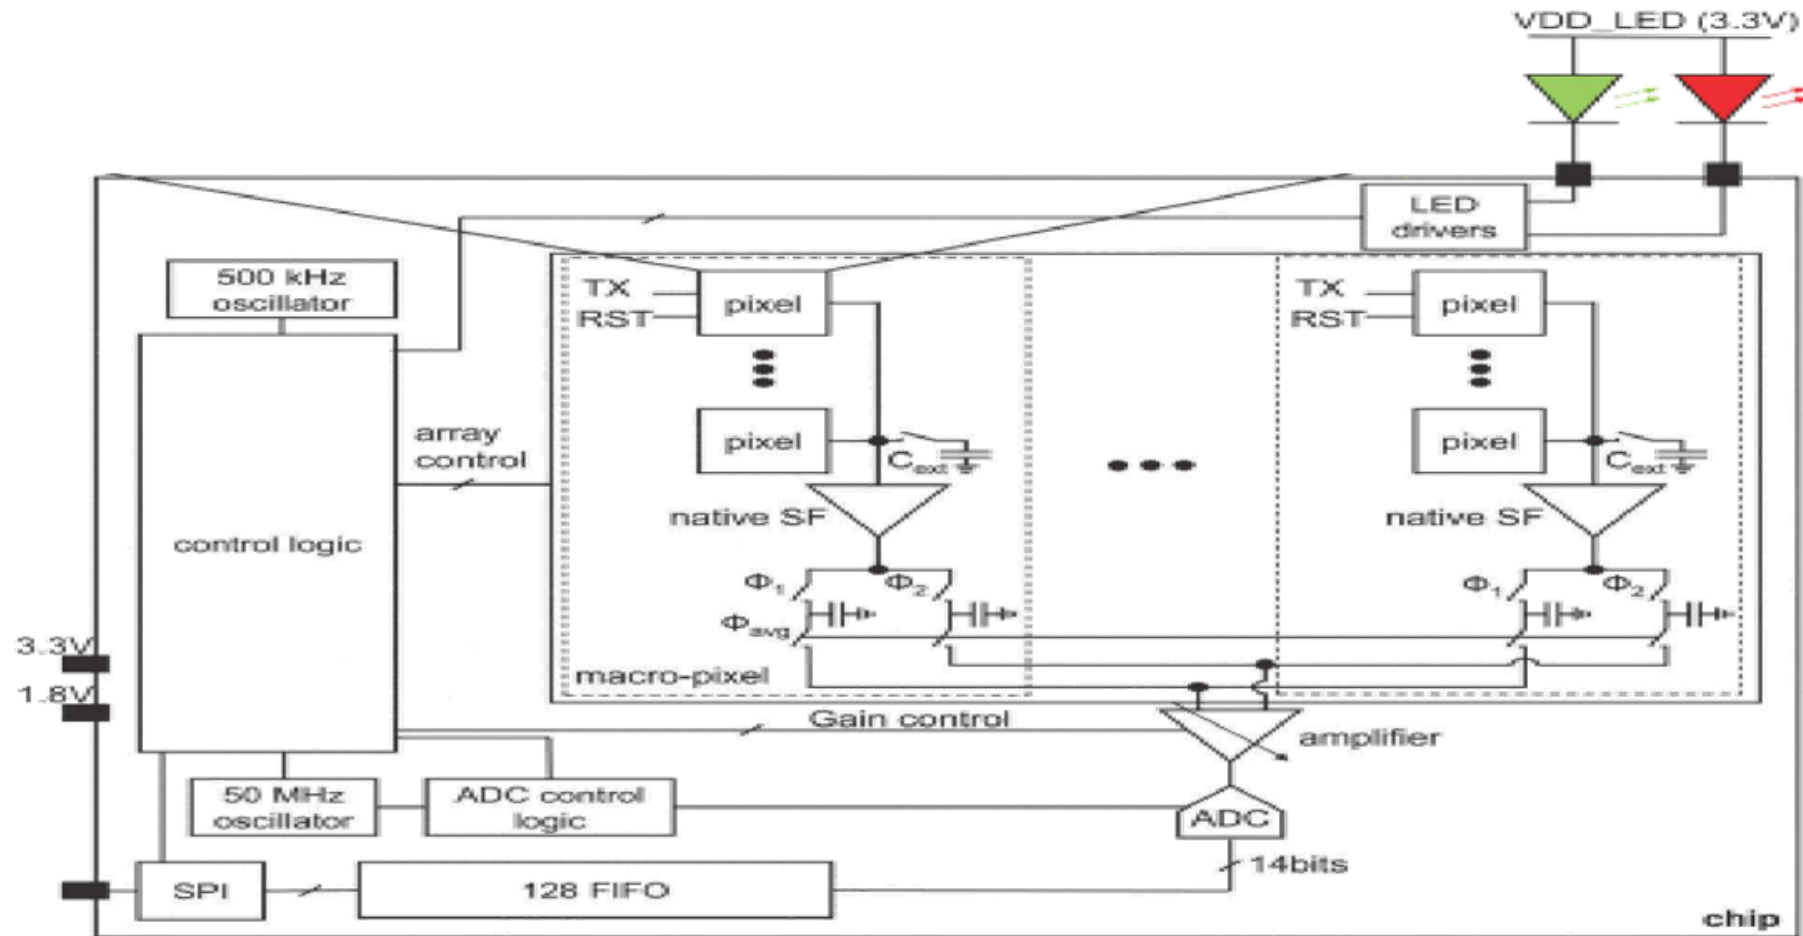 VDD_LED (3.3V)
LED
drivers
500 kHz
oscillator
TX
RST
pixel
TX
RST
pixel
array
control
pixel
C_ext
pixel
C_ext
native SF
native SF
control logic
Φ1
Φ2
Φ1
Φ2
Φavg
3.3V
macro-pixel
1.8V
Gain control
amplifier
50 MHz
oscillator
ADC control
logic
ADC
14bits
SPI
128 FIFO
chip